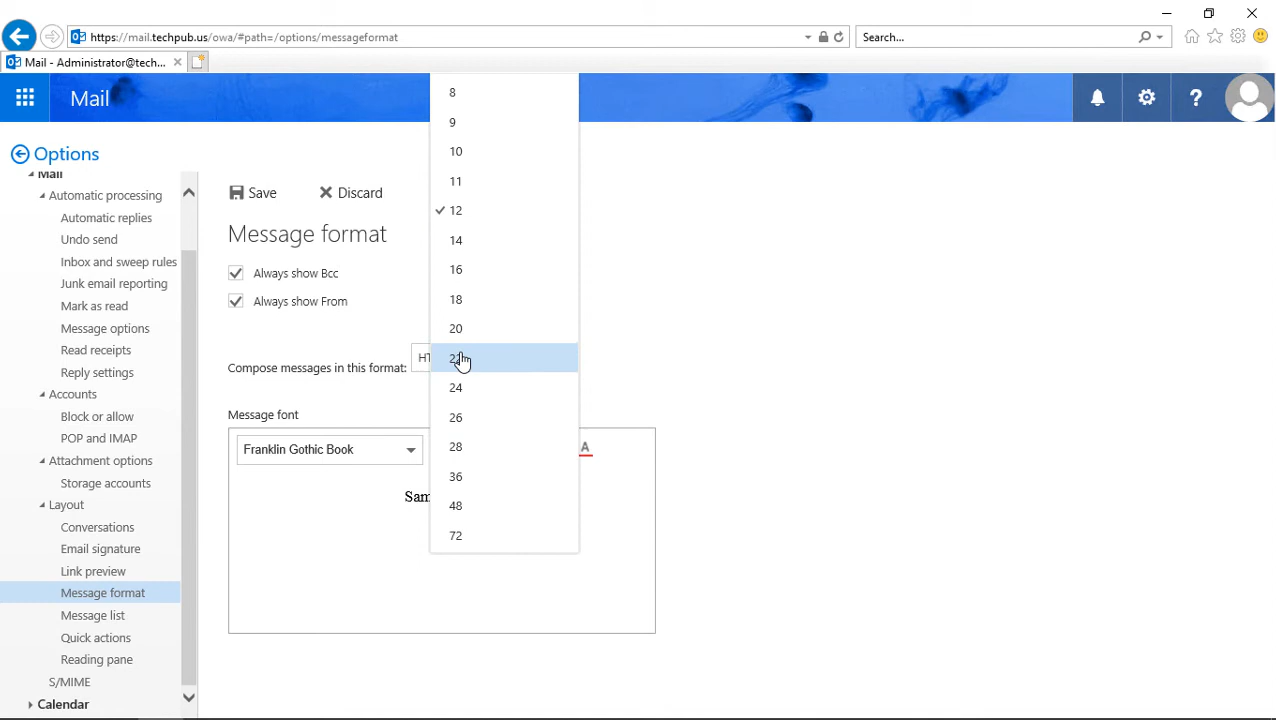 https://mail.techpub.us/owa/#path=/options/messageformat
Search...
Mail - Administrator@tech...
Mail
?
Options
Mail
Automatic processing
Automatic replies
Undo send
Inbox and sweep rules
Junk email reporting
Mark as read
Message options
Read receipts
Reply settings
Accounts
Block or allow
POP and IMAP
Attachment options
Storage accounts
Layout
Conversations
Email signature
Link preview
Message format
Message list
Quick actions
Reading pane
S/MIME
Calendar
Save Discard
Message format
Always show Bcc
Always show From
Compose messages in this format: HT
Message font
Franklin Gothic Book
A
Sam
8
9
10
11
12
14
16
18
20
22
24
26
28
36
48
72